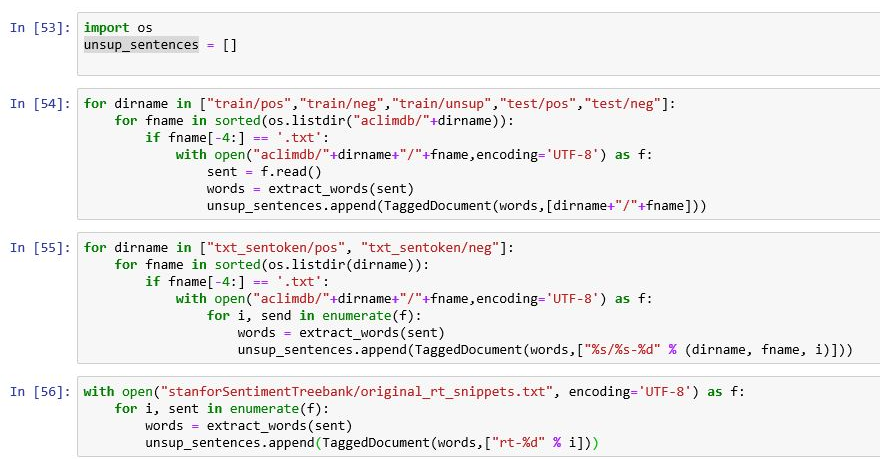 In [53]: import os
unsup_sentences = []
In [54]: for dirname in ["train/pos","train/neg","train/unsup","test/pos","test/neg"]:
for fname in sorted(os.listdir("aclimdb/"+dirname)):
if fname[-4:] == '.txt':
with open("aclimdb/"+dirname+"/"+fname,encoding='UTF-8') as f:
sent = f.read()
words = extract_words(sent)
unsup_sentences.append(TaggedDocument(words,[dirname+"/"+fname]))
In [55]: for dirname in ["txt_sentoken/pos", "txt_sentoken/neg"]:
for fname in sorted(os.listdir(dirname)):
if fname[-4:] == '.txt':
with open("aclimdb/"+dirname+"/"+fname,encoding='UTF-8') as f:
for i, send in enumerate(f):
words = extract_words(sent)
unsup_sentences.append(TaggedDocument(words,["%s/%s-%d" % (dirname, fname, i)]))
In [56]: with open("stanforSentimentTreebank/original_rt_snippets.txt", encoding='UTF-8') as f:
for i, sent in enumerate(f):
words = extract_words(sent)
unsup_sentences.append(TaggedDocument(words,["rt-%d" % i]))